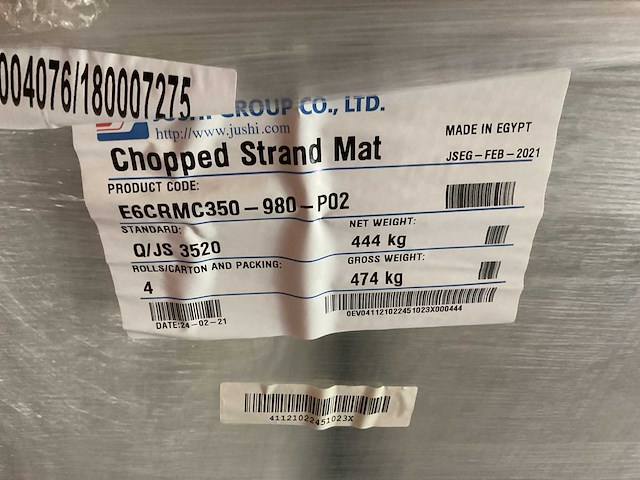 004076/180007275
JUSHI GROUP CO., LTD.
http://www.jushi.com
MADE IN EGYPT
Chopped Strand Mat
JSEG-FEB-2021
PRODUCT CODE:
E6CRMC350-980-P02
STANDARD:
NET WEIGHT:
Q/JS 3520
444 kg
ROLLS/CARTON AND PACKING:
GROSS WEIGHT:
4
474 kg
DATE:24-02-21
0EV041121022451023X000444
41121022451023X